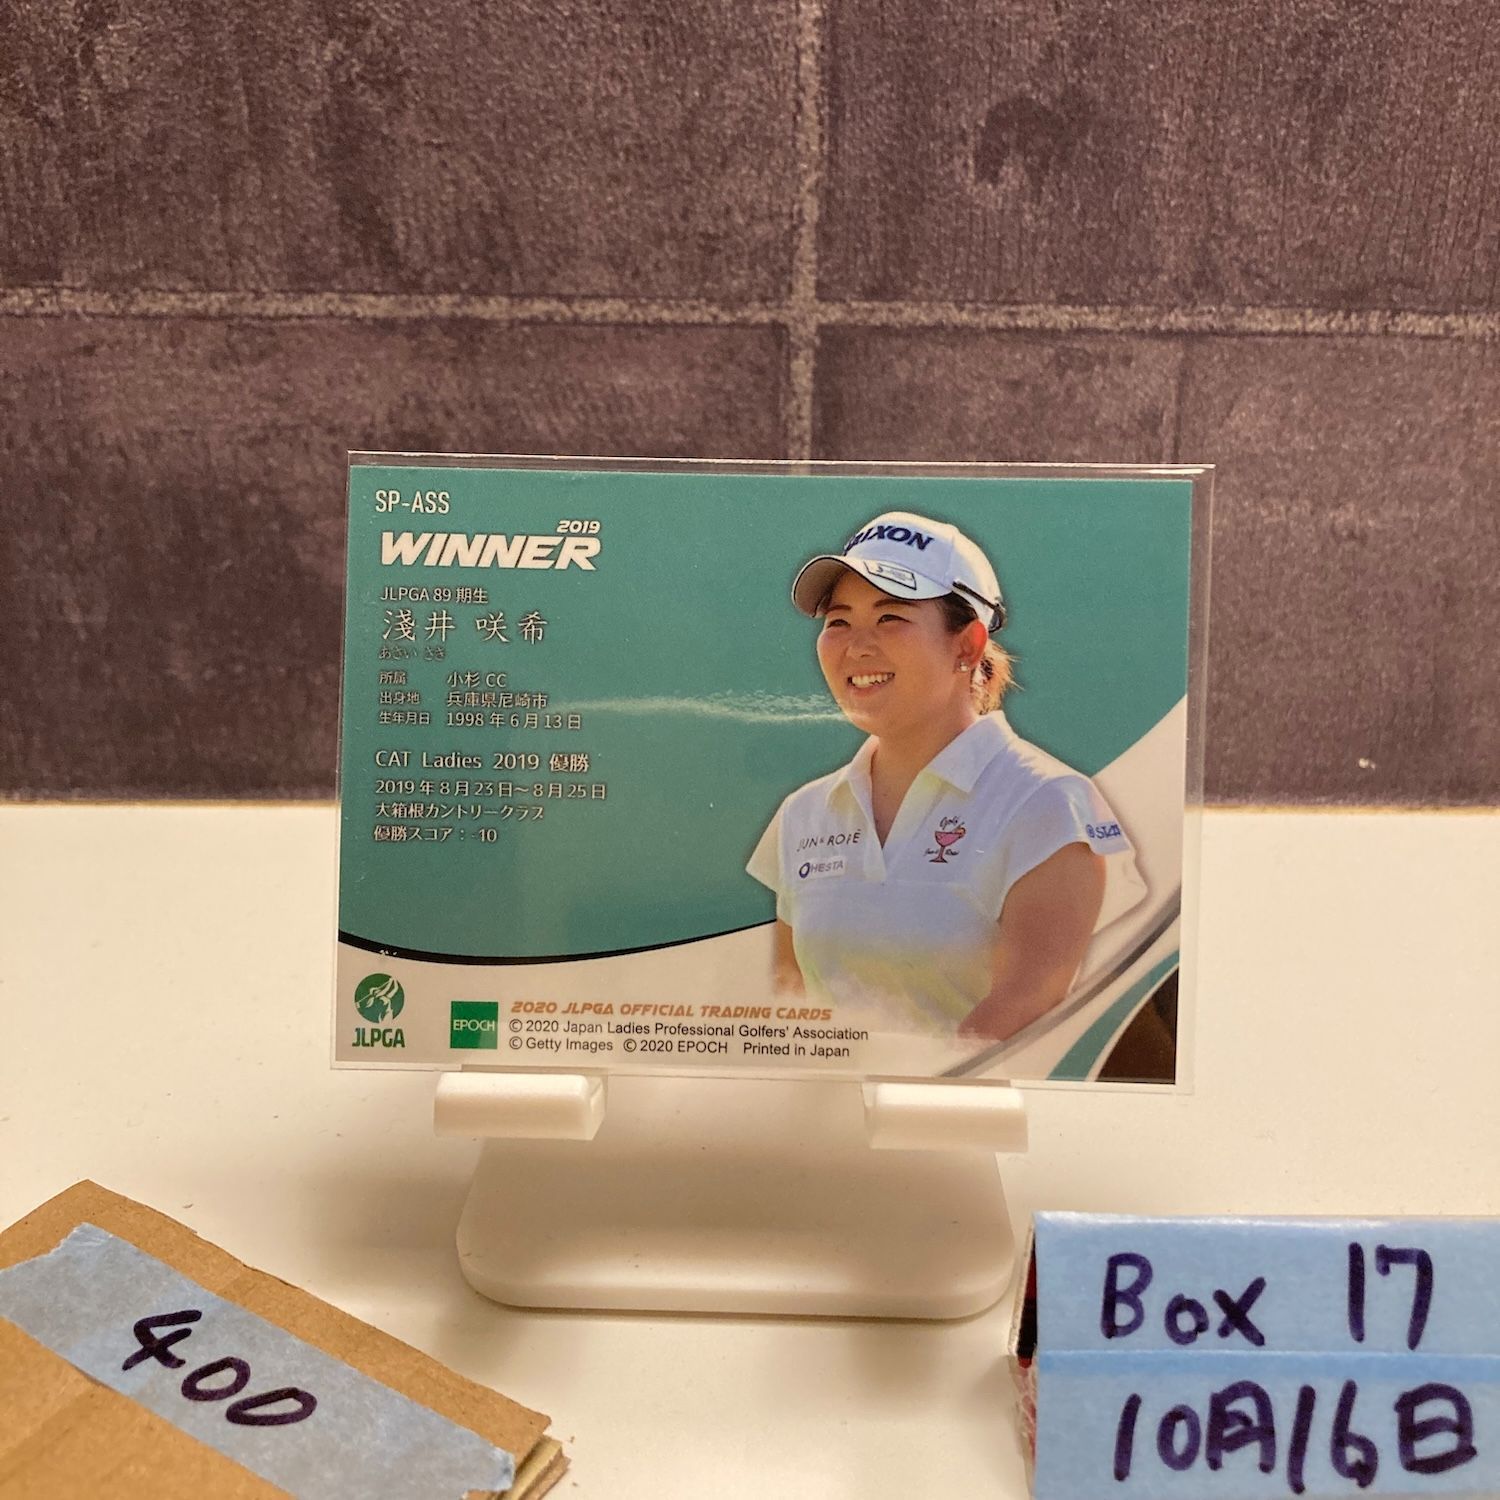 SP-ASS
2019
WINNER
JLPGA 89 期生
淺井 咲希
あさい さき
所属 小杉 CC
出身地 兵庫県尼崎市
生年月日 1998 年 6 月 13 日
CAT Ladies 2019 優勝
2019 年 8 月 23 日〜 8 月 25 日
大箱根カントリークラブ
優勝スコア：-10
JUN & ROPÉ
HESTA
Golf
JLPGA
EPOCH
2020 JLPGA OFFICIAL TRADING CARDS
© 2020 Japan Ladies Professional Golfers' Association
© Getty Images © 2020 EPOCH Printed in Japan
400
Box 17
10月16日